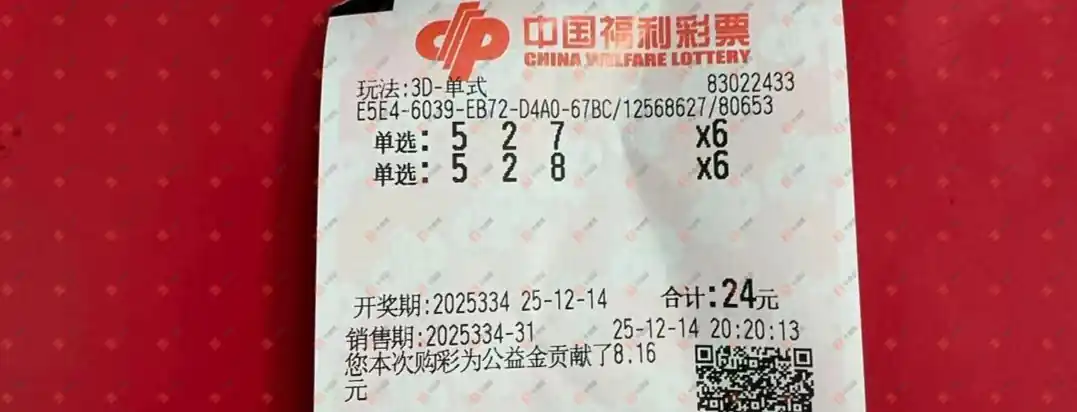 中国福利彩票
CHINA WELFARE LOTTERY
玩法:3D-单式 83022433
E5E4-6039-EB72-D4A0-67BC/12568627/80653
单选: 5 2 7 x6
单选: 5 2 8 x6
开奖期:2025334 25-12-14 合计:24元
销售期:2025334-31 25-12-14 20:20:13
您本次购彩为公益金贡献了8.16
元